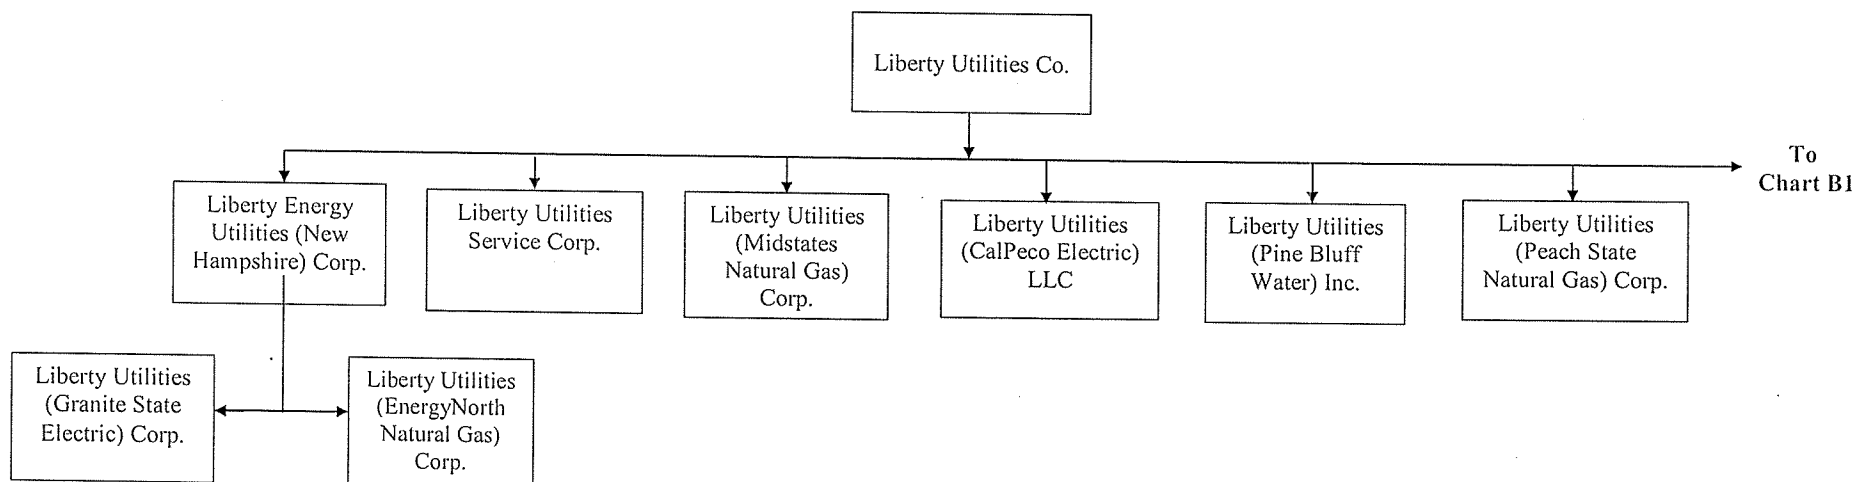 Liberty Utilities Co.
To
Chart B1
Liberty Energy
Utilities (New
Hampshire) Corp.
Liberty Utilities
Service Corp.
Liberty Utilities
(Midstates
Natural Gas)
Corp.
Liberty Utilities
(CalPeco Electric)
LLC
Liberty Utilities
(Pine Bluff
Water) Inc.
Liberty Utilities
(Peach State
Natural Gas) Corp.
Liberty Utilities
(Granite State
Electric) Corp.
Liberty Utilities
(EnergyNorth
Natural Gas)
Corp.